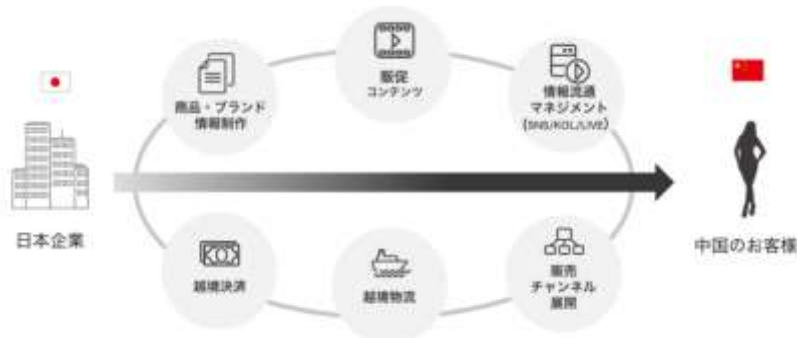 販促
コンテンツ
商品・ブランド
情報制作
情報流通
マネジメント
(SNS/KOL/LIVE)
日本企業
中国のお客様
越境決済
越境物流
販売
チャンネル
展開